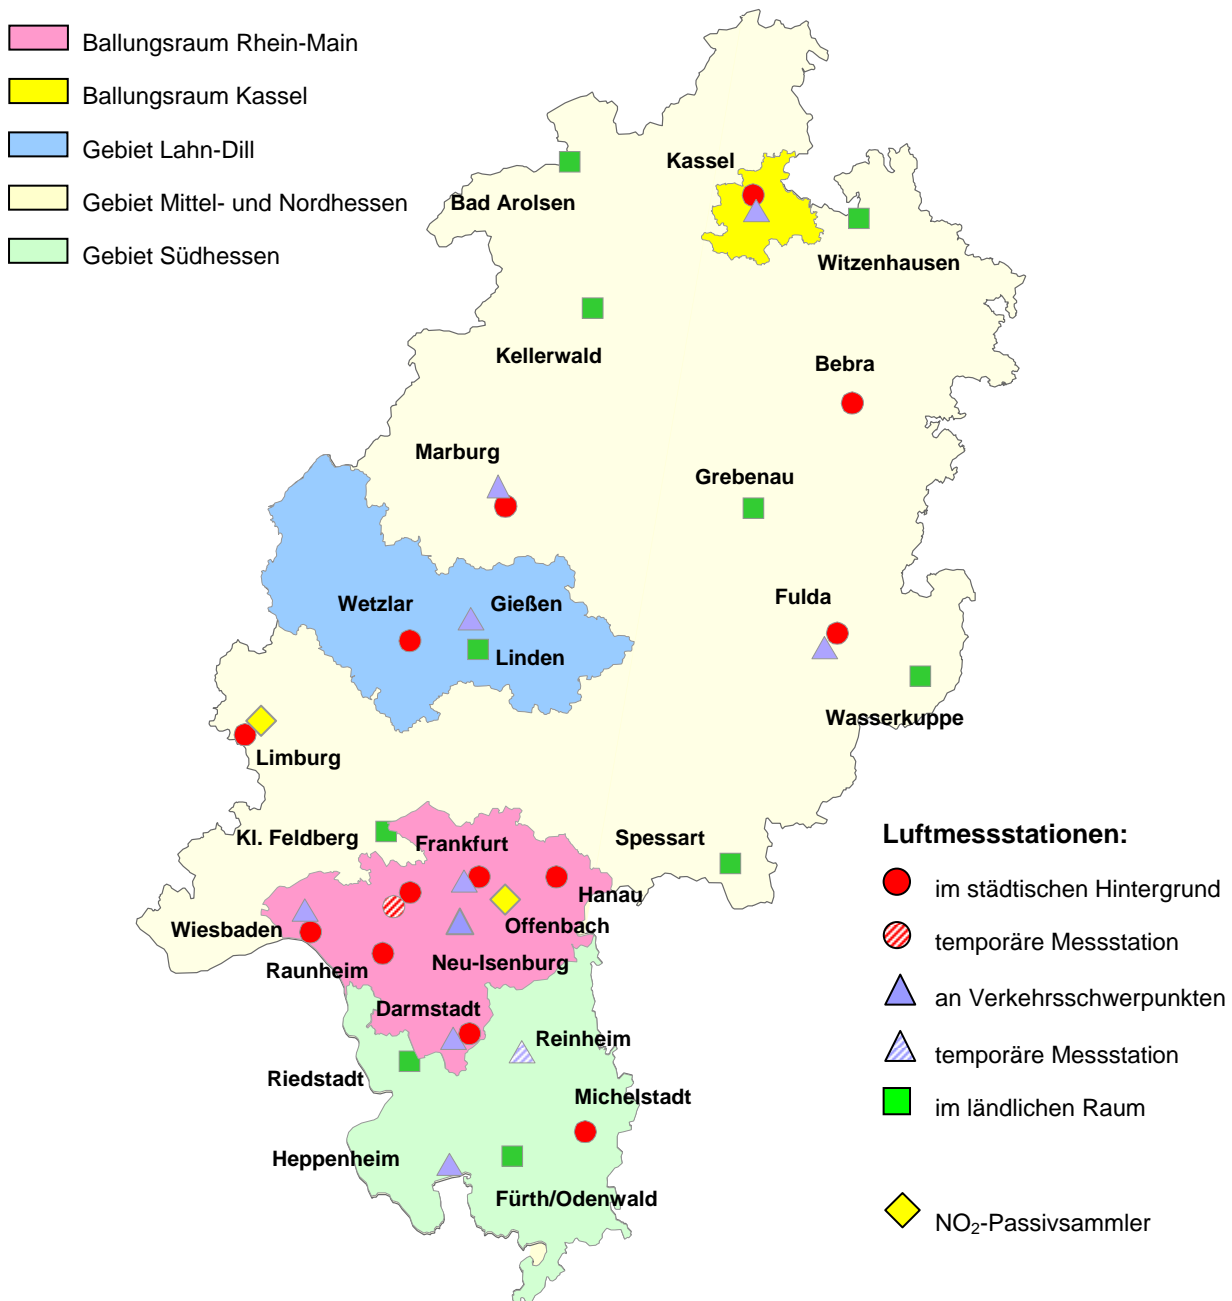 Ballungsraum Rhein-Main
Ballungsraum Kassel
Gebiet Lahn-Dill
Gebiet Mittel- und Nordhessen
Gebiet Südhessen
Kassel
Bad Arolsen
Witzenhausen
Kellerwald
Bebra
Marburg
Grebenau
Wetzlar
Gießen
Fulda
Linden
Wasserkuppe
Limburg
Kl. Feldberg
Frankfurt
Spessart
Hanau
Wiesbaden
Offenbach
Raunheim
Neu-Isenburg
Darmstadt
Reinheim
Riedstadt
Michelstadt
Heppenheim
Fürth/Odenwald
Luftmessstationen:
im städtischen Hintergrund
temporäre Messstation
an Verkehrsschwerpunkten
temporäre Messstation
im ländlichen Raum
NO₂-Passivsammler